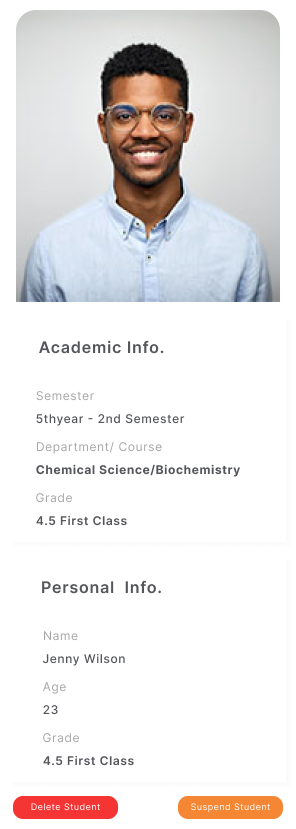 Academic Info.
Semester
5thyear - 2nd Semester
Department/ Course
Chemical Science/Biochemistry
Grade
4.5 First Class
Personal Info.
Name
Jenny Wilson
Age
23
Grade
4.5 First Class
Delete Student
Suspend Student